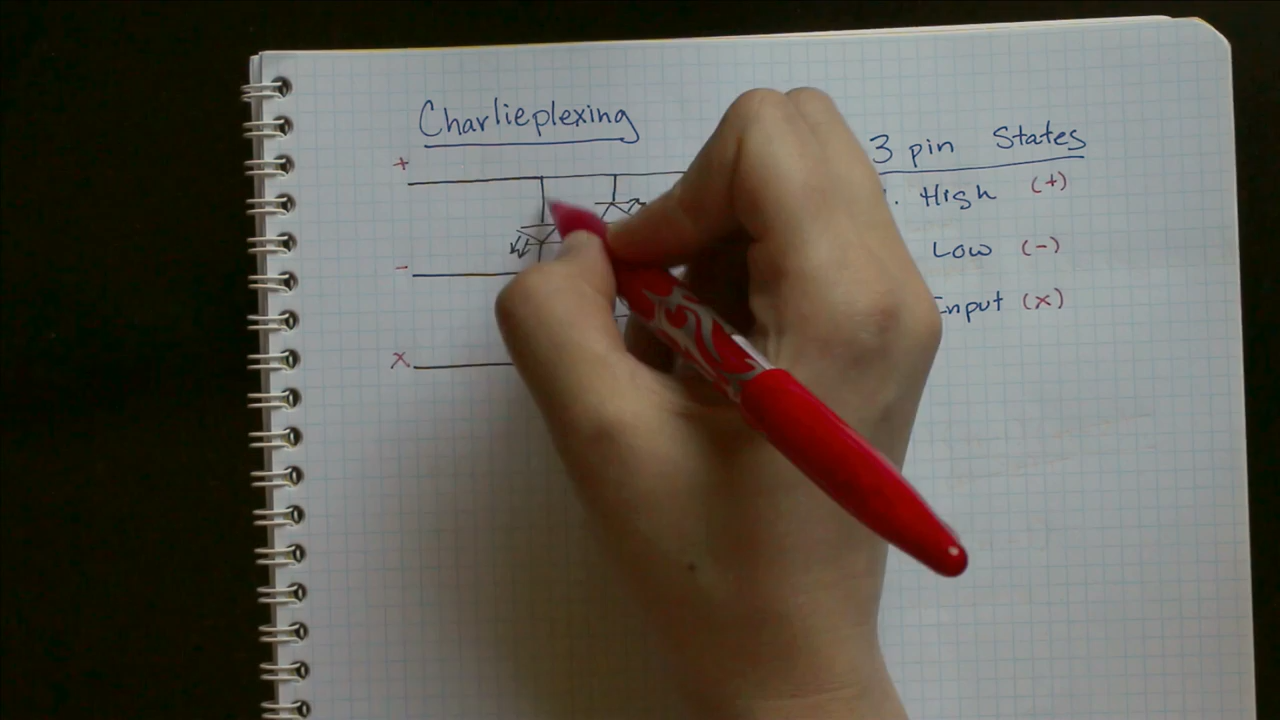 Charlieplexing
+
-
x
3 pin States
. High (+)
Low (-)
Input (x)